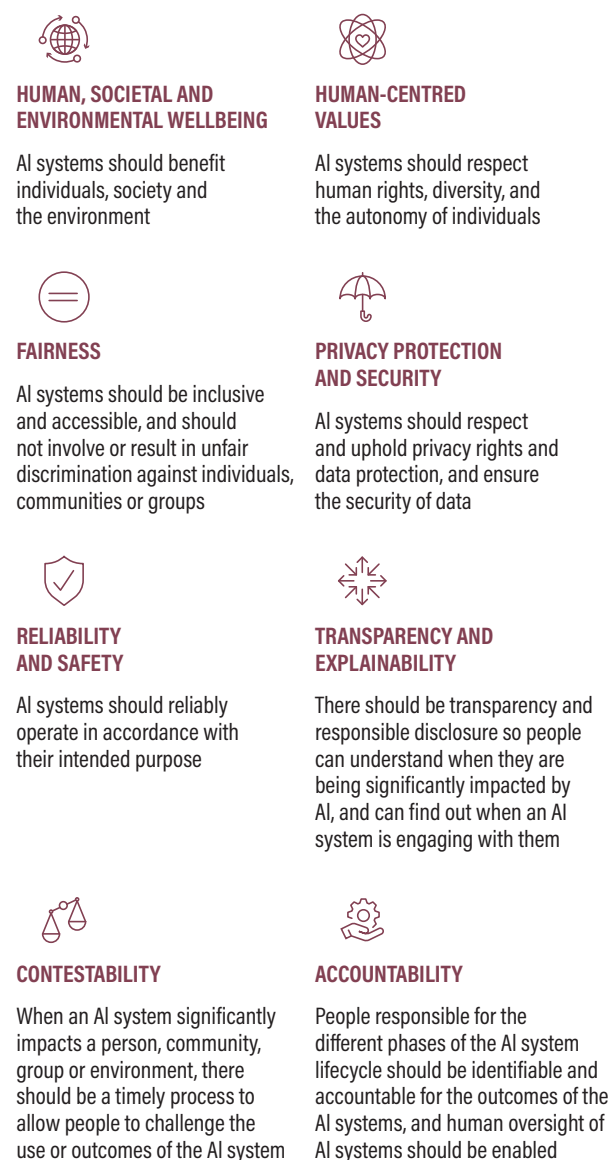 HUMAN, SOCIETAL AND
ENVIRONMENTAL WELLBEING
AI systems should benefit
individuals, society and
the environment
HUMAN-CENTRED
VALUES
AI systems should respect
human rights, diversity, and
the autonomy of individuals
FAIRNESS
AI systems should be inclusive
and accessible, and should
not involve or result in unfair
discrimination against individuals,
communities or groups
PRIVACY PROTECTION
AND SECURITY
AI systems should respect
and uphold privacy rights and
data protection, and ensure
the security of data
RELIABILITY
AND SAFETY
AI systems should reliably
operate in accordance with
their intended purpose
TRANSPARENCY AND
EXPLAINABILITY
There should be transparency and
responsible disclosure so people
can understand when they are
being significantly impacted by
AI, and can find out when an AI
system is engaging with them
CONTESTABILITY
When an AI system significantly
impacts a person, community,
group or environment, there
should be a timely process to
allow people to challenge the
use or outcomes of the AI system
ACCOUNTABILITY
People responsible for the
different phases of the AI system
lifecycle should be identifiable and
accountable for the outcomes of the
AI systems, and human oversight of
AI systems should be enabled